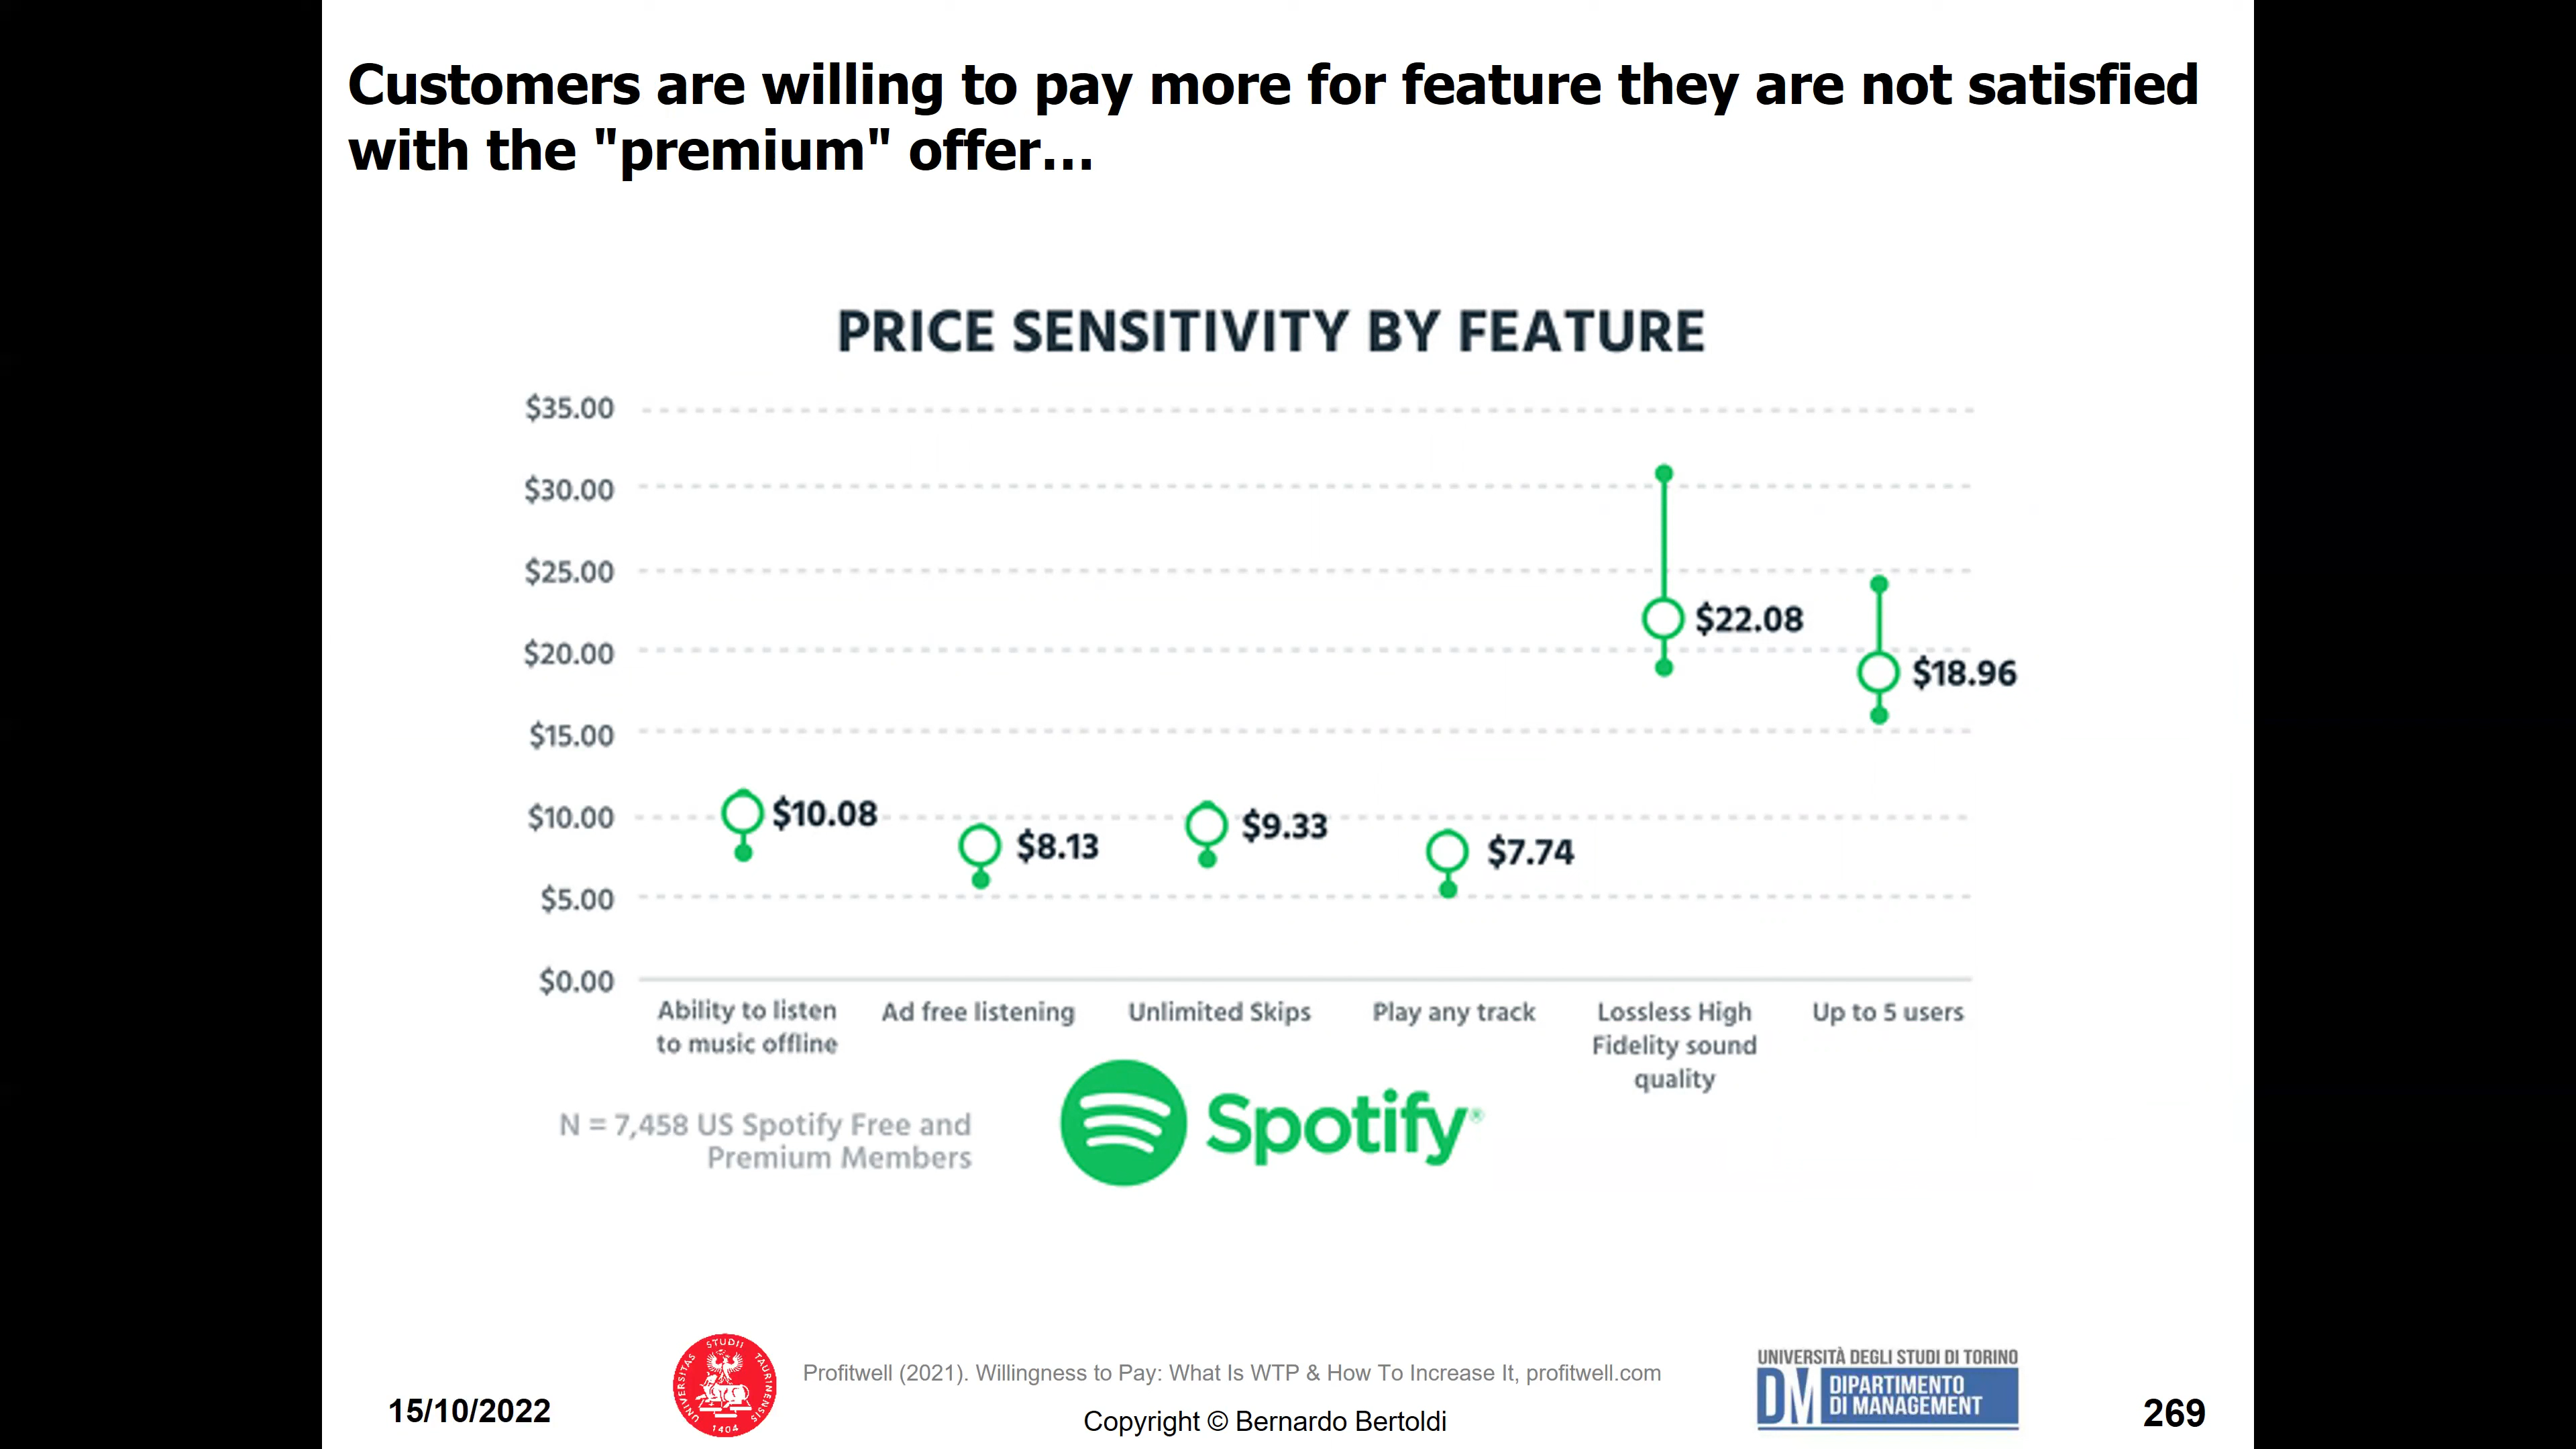 Customers are willing to pay more for feature they are not satisfied
with the "premium" offer…
PRICE SENSITIVITY BY FEATURE
$35.00
$30.00
$25.00
$20.00
$15.00
$10.00
$5.00
$0.00
$10.08
$8.13
$9.33
$7.74
$22.08
$18.96
Ability to listen
to music offline
Ad free listening
Unlimited Skips
Play any track
Lossless High
Fidelity sound
quality
Up to 5 users
N = 7,458 US Spotify Free and
Premium Members
Spotify®
15/10/2022
UNIVERSITAS STUDII TAURINENSIS
1404
Profitwell (2021). Willingness to Pay: What Is WTP & How To Increase It, profitwell.com
Copyright © Bernardo Bertoldi
UNIVERSITÀ DEGLI STUDI DI TORINO
DM DIPARTIMENTO
DI MANAGEMENT
269